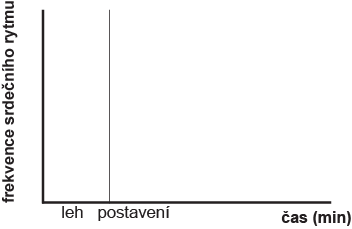 frekvence srdečního rytmu
leh postavení
čas (min)